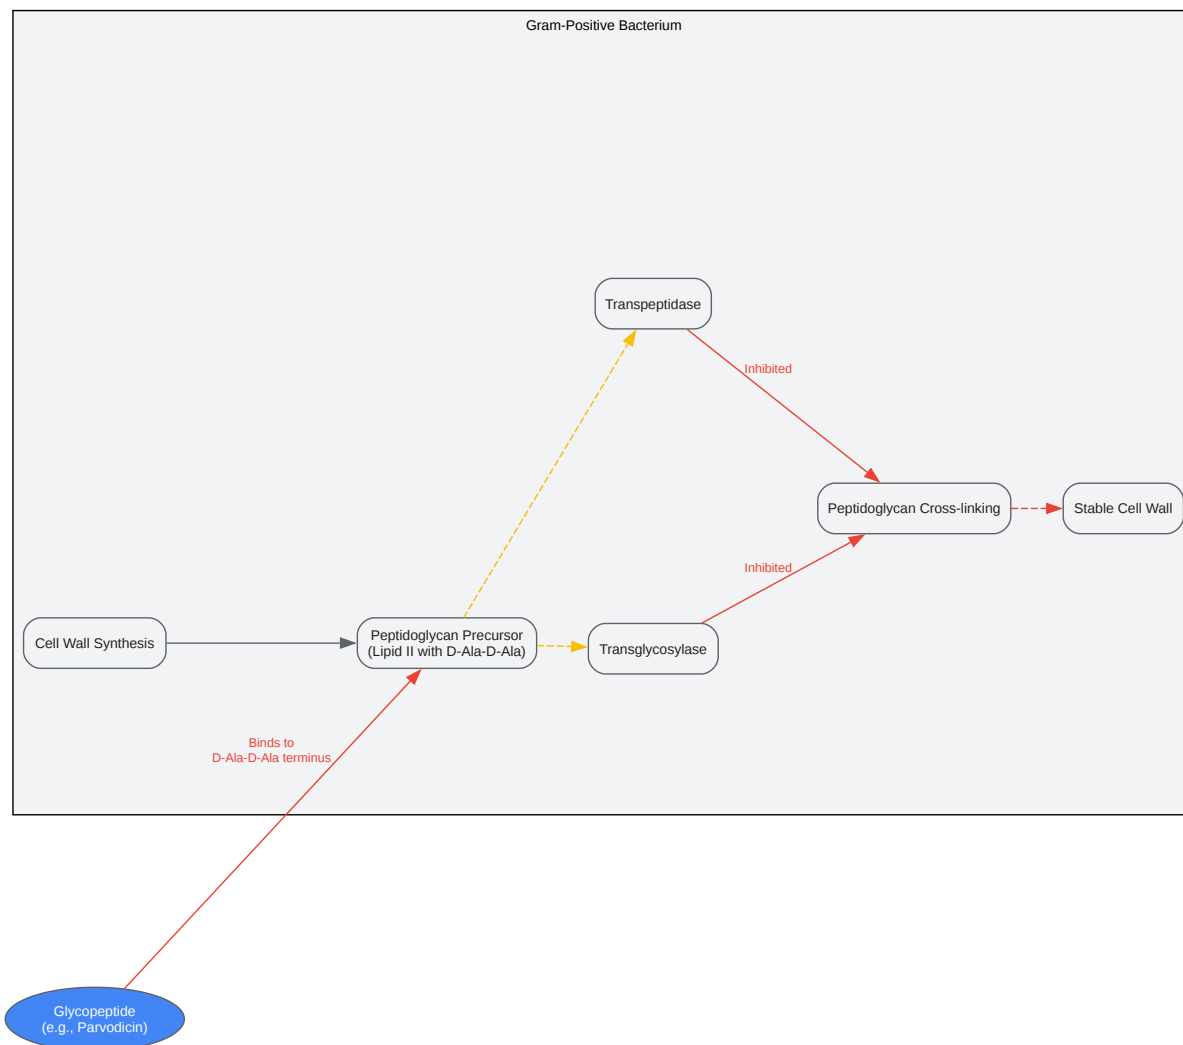 Gram-Positive Bacterium
Transpeptidase
Inhibited
Peptidoglycan Cross-linking
Stable Cell Wall
Inhibited
Cell Wall Synthesis
Peptidoglycan Precursor
(Lipid II with D-Ala-D-Ala)
Transglycosylase
Binds to
D-Ala-D-Ala terminus
Glycopeptide
(e.g., Parvodicin)